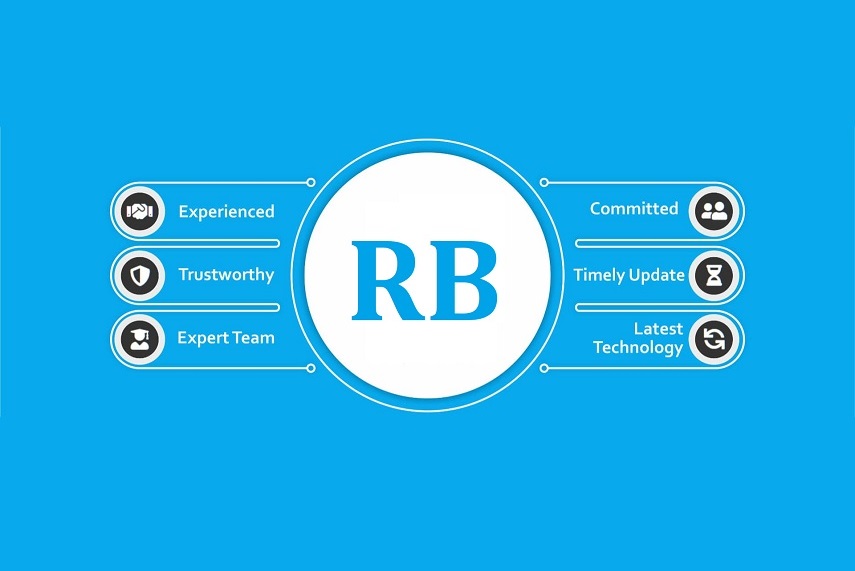 Experienced
Trustworthy
Expert Team
RB
Committed
Timely Update
Latest
Technology